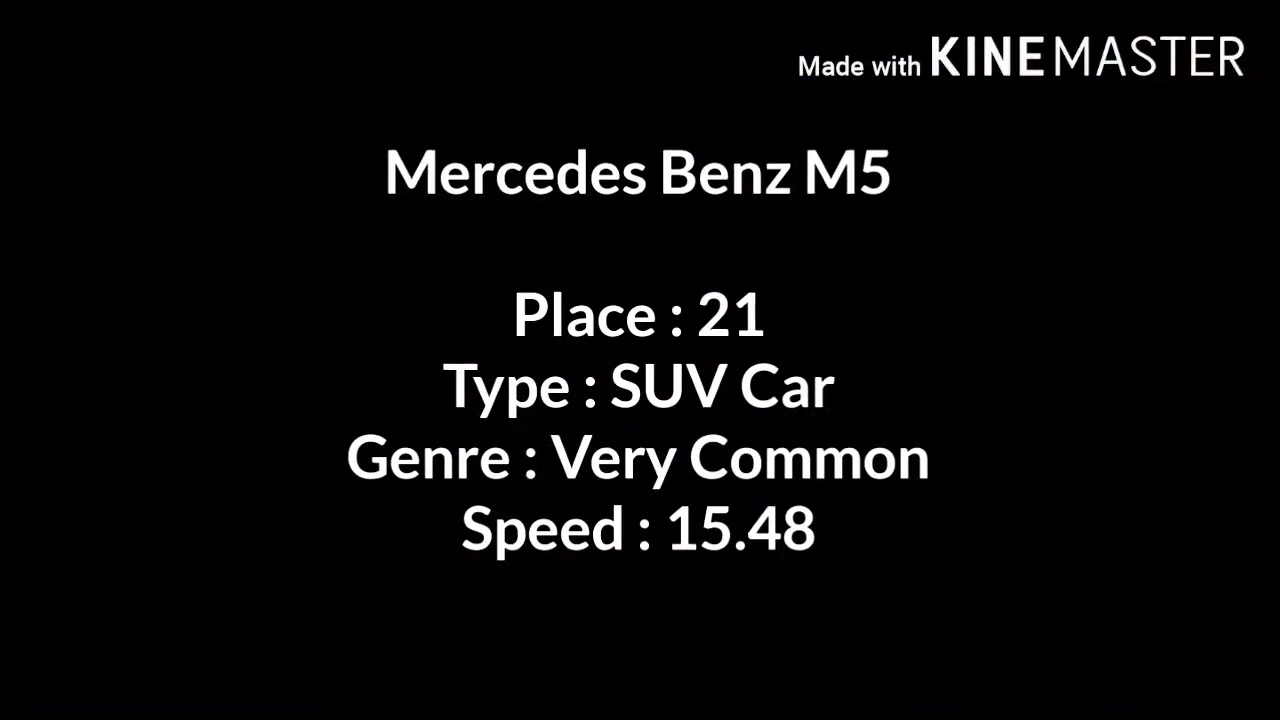 Made with KINEMASTER
Mercedes Benz M5
Place : 21
Type : SUV Car
Genre : Very Common
Speed : 15.48